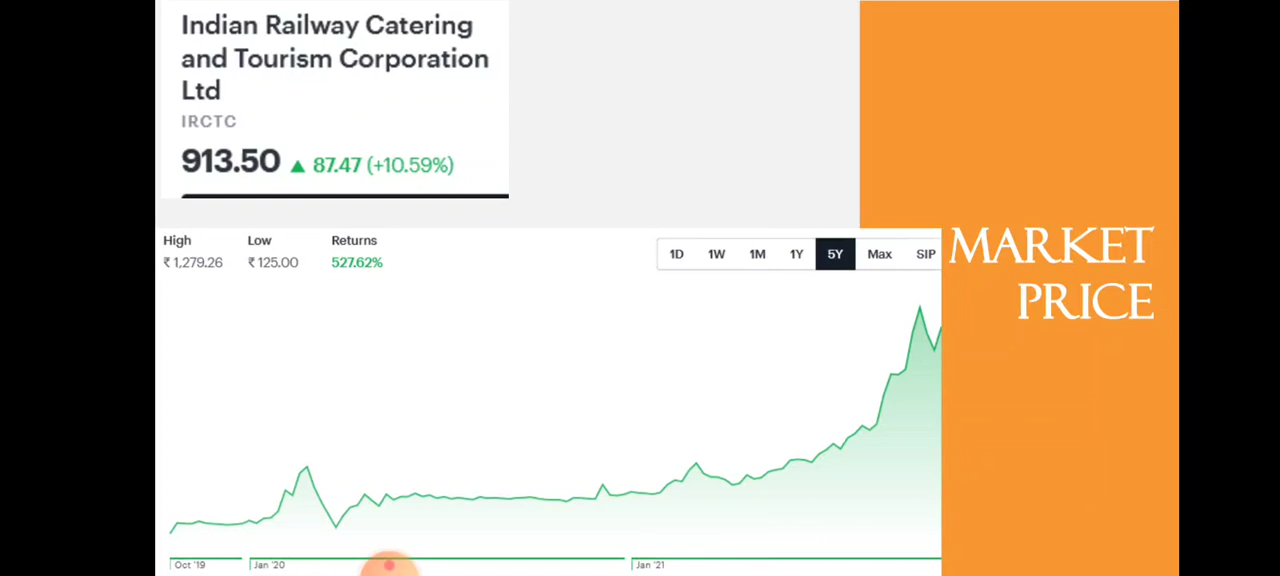 Indian Railway Catering
and Tourism Corporation
Ltd
IRCTC
913.50 ▲ 87.47 (+10.59%)
High Low Returns
₹ 1,279.26 ₹ 125.00 527.62%
1D 1W 1M 1Y 5Y Max SIP
MARKET
PRICE
Oct '19 Jan '20 Jan '21